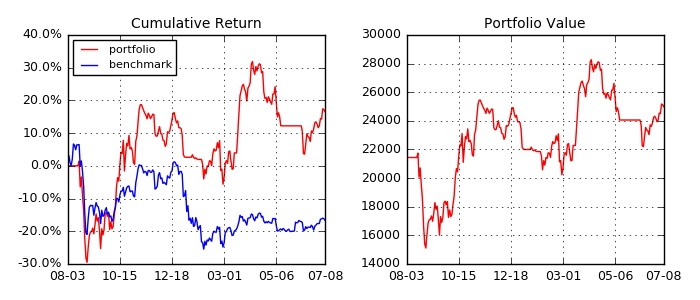 Cumulative Return
40.0%
30.0%
20.0%
10.0%
0.0%
-10.0%
-20.0%
-30.0%
portfolio
benchmark
08-03 10-15 12-18 03-01 05-06 07-08
Portfolio Value
30000
28000
26000
24000
22000
20000
18000
16000
14000
08-03 10-15 12-18 03-01 05-06 07-08